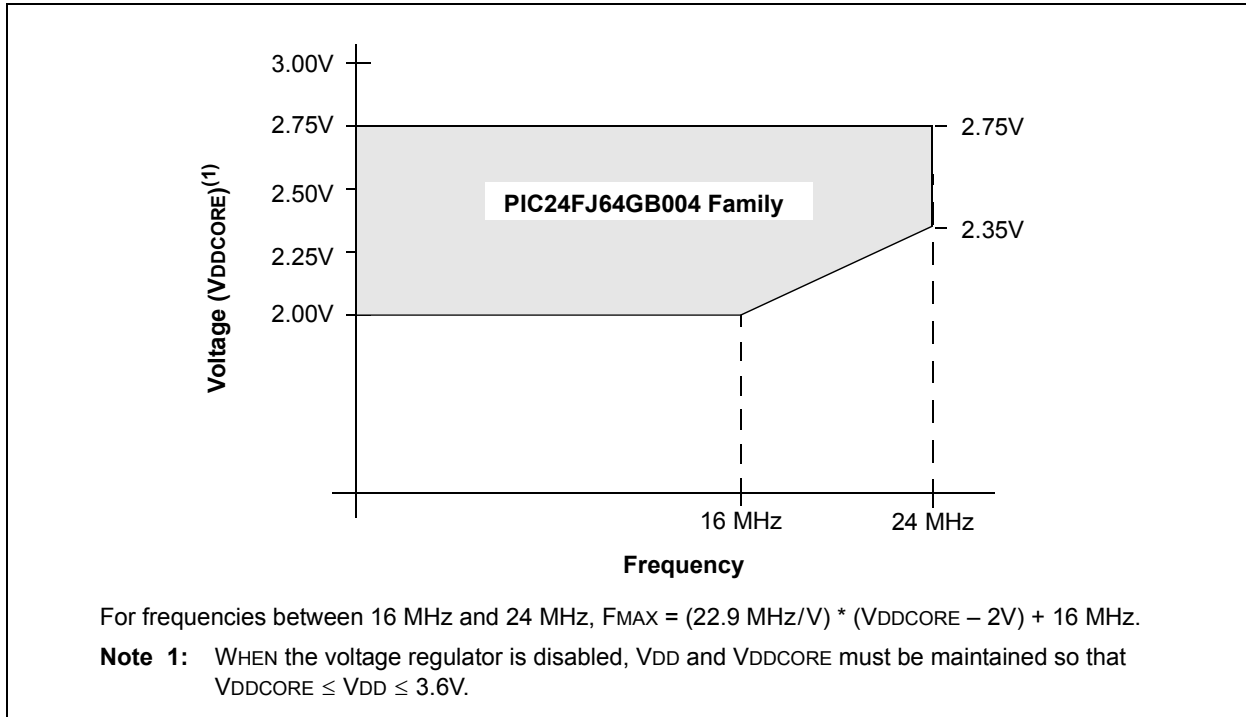 3.00V
2.75V
2.50V
2.25V
2.00V
Voltage (VDDCORE)(1)
PIC24FJ64GB004 Family
2.75V
2.35V
16 MHz
24 MHz
Frequency
For frequencies between 16 MHz and 24 MHz, FMAX = (22.9 MHz/V) * (VDDCORE – 2V) + 16 MHz.
Note 1: WHEN the voltage regulator is disabled, VDD and VDDCORE must be maintained so that
VDDCORE ≤ VDD ≤ 3.6V.